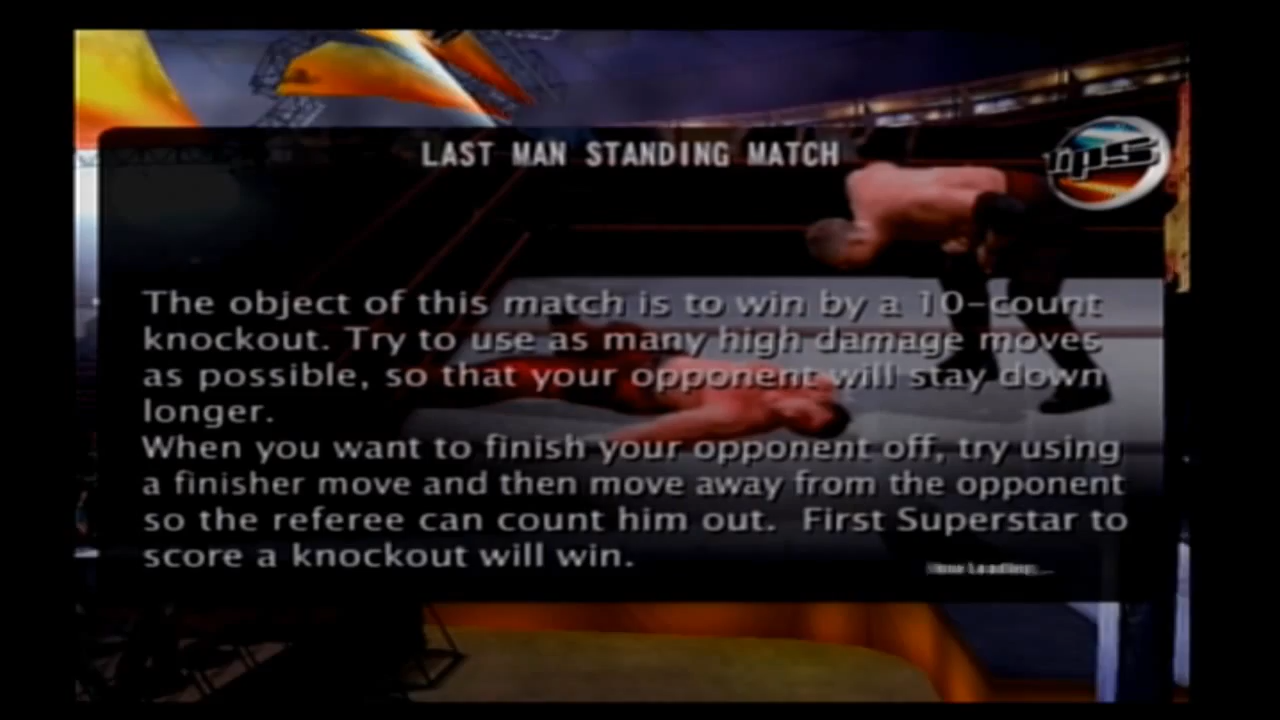 LAST MAN STANDING MATCH
TIPS
The object of this match is to win by a 10-count
knockout. Try to use as many high damage moves
as possible, so that your opponent will stay down
longer.
When you want to finish your opponent off, try using
a finisher move and then move away from the opponent
so the referee can count him out. First Superstar to
score a knockout will win.
Now Loading...